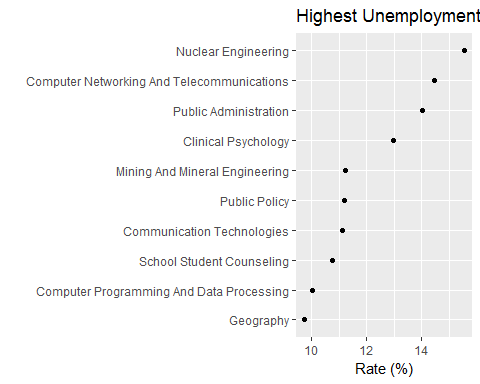 Highest Unemployment
Nuclear Engineering
Computer Networking And Telecommunications
Public Administration
Clinical Psychology
Mining And Mineral Engineering
Public Policy
Communication Technologies
School Student Counseling
Computer Programming And Data Processing
Geography
10 12 14
Rate (%)